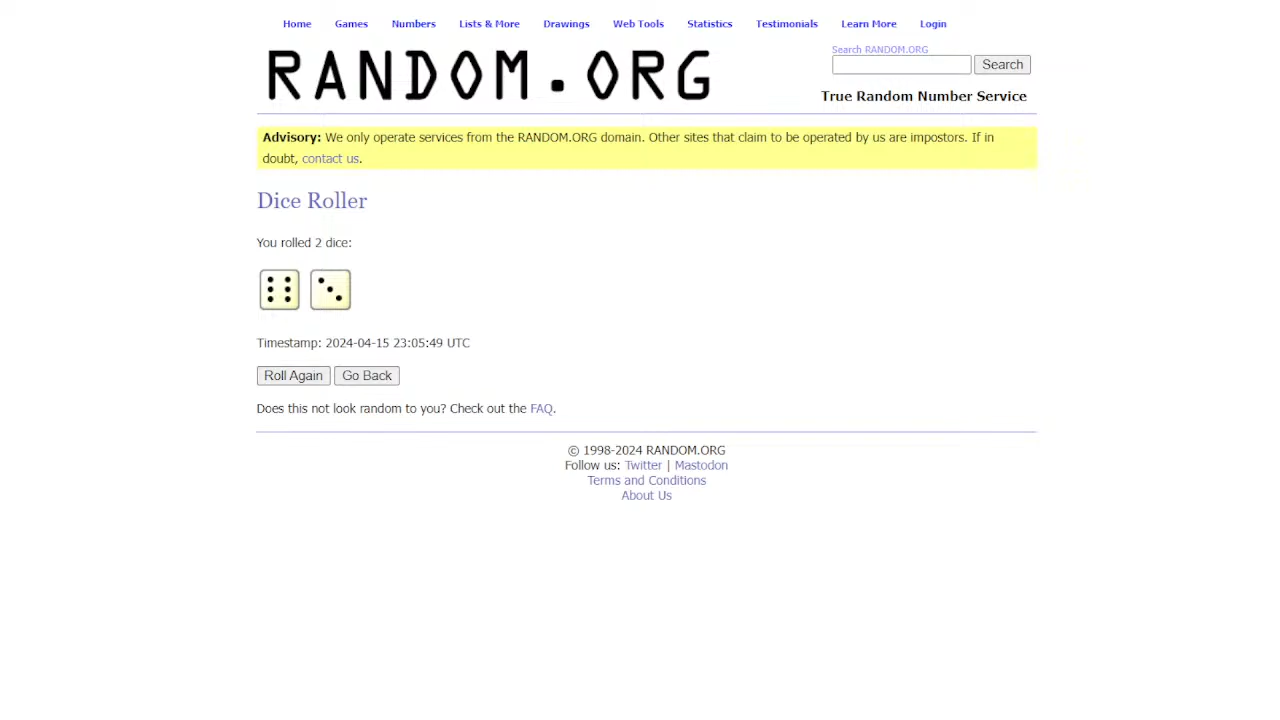 Home Games Numbers Lists & More Drawings Web Tools Statistics Testimonials Learn More Login
RANDOM.ORG
Search RANDOM.ORG
Search
True Random Number Service
Advisory: We only operate services from the RANDOM.ORG domain. Other sites that claim to be operated by us are impostors. If in
doubt, contact us.
Dice Roller
You rolled 2 dice:
Timestamp: 2024-04-15 23:05:49 UTC
Roll Again Go Back
Does this not look random to you? Check out the FAQ.
© 1998-2024 RANDOM.ORG
Follow us: Twitter | Mastodon
Terms and Conditions
About Us